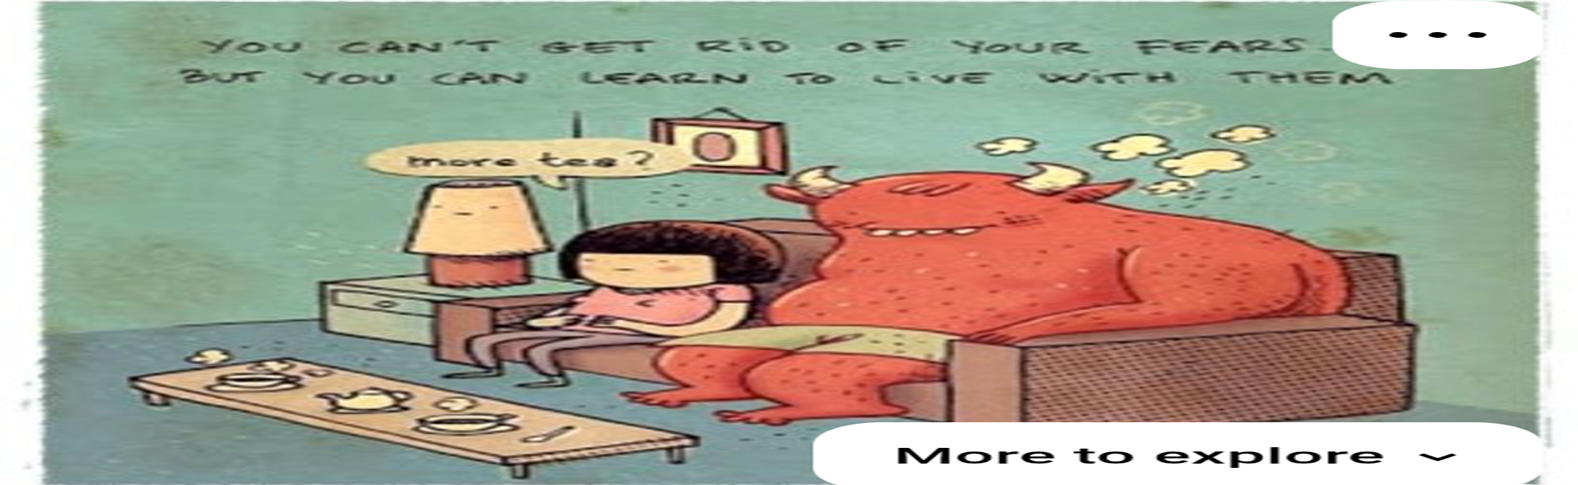 YOU CAN'T GET RiD OF YOUR FEARS.
BUT YOU CAN LEARN TO LiVE WiTH THEM
more tea?
More to explore